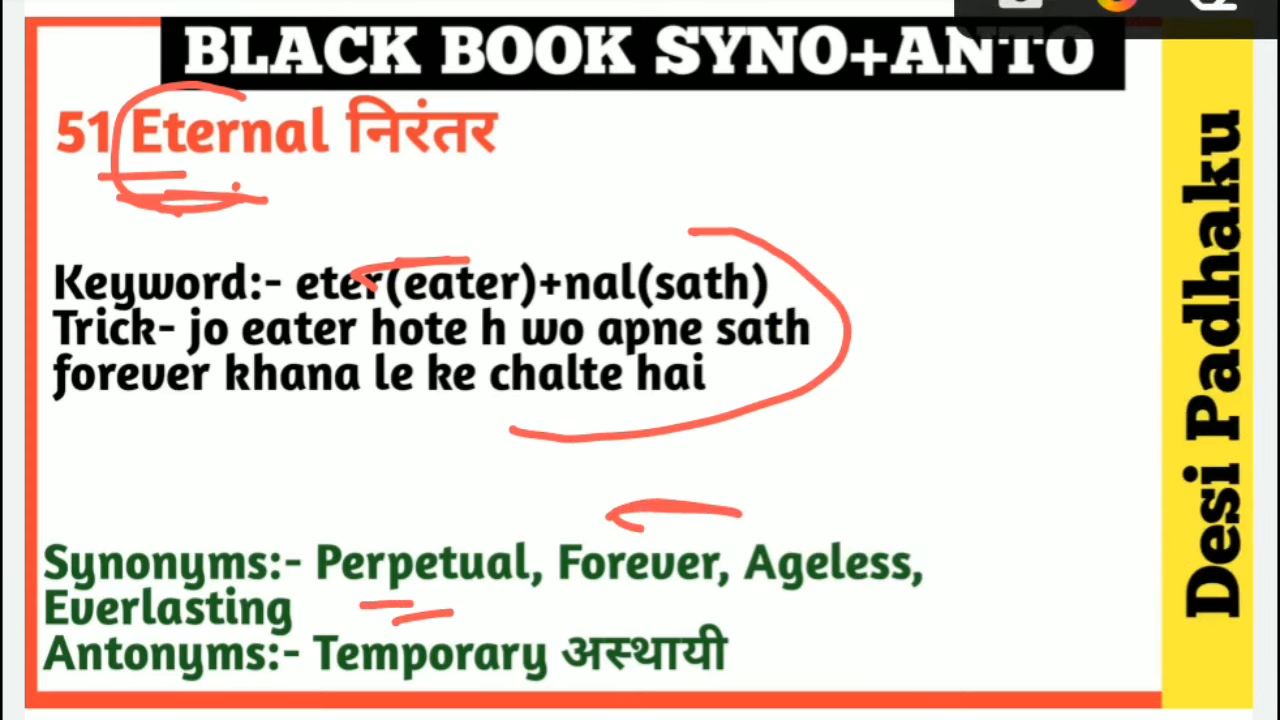 BLACK BOOK SYNO+ANTO
51 Eternal निरंतर
Keyword:- eter(eater)+nal(sath)
Trick- jo eater hote h wo apne sath
forever khana le ke chalte hai
Synonyms:- Perpetual, Forever, Ageless,
Everlasting
Antonyms:- Temporary अस्थायी
Desi Padhaku